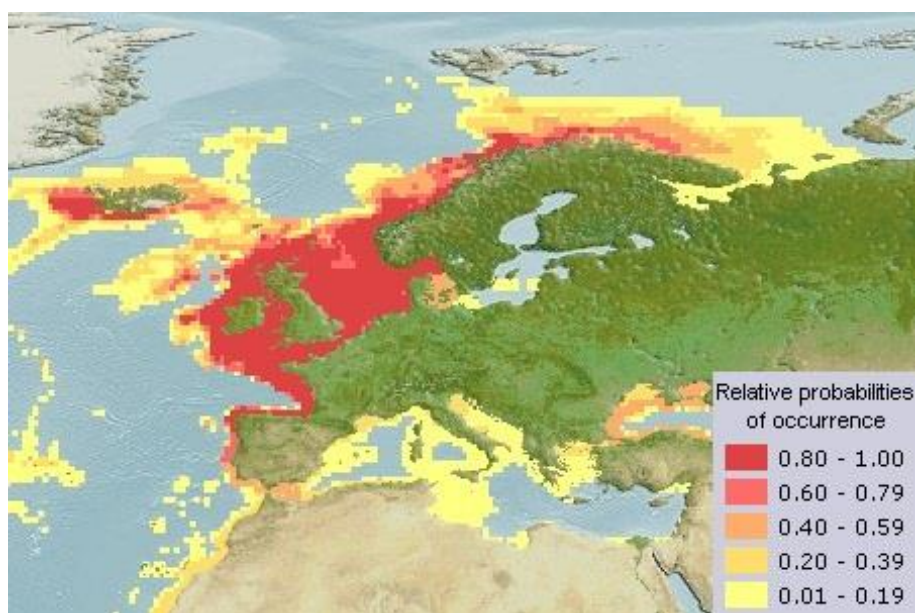 Relative probabilities
of occurrence
0.80 - 1.00
0.60 - 0.79
0.40 - 0.59
0.20 - 0.39
0.01 - 0.19